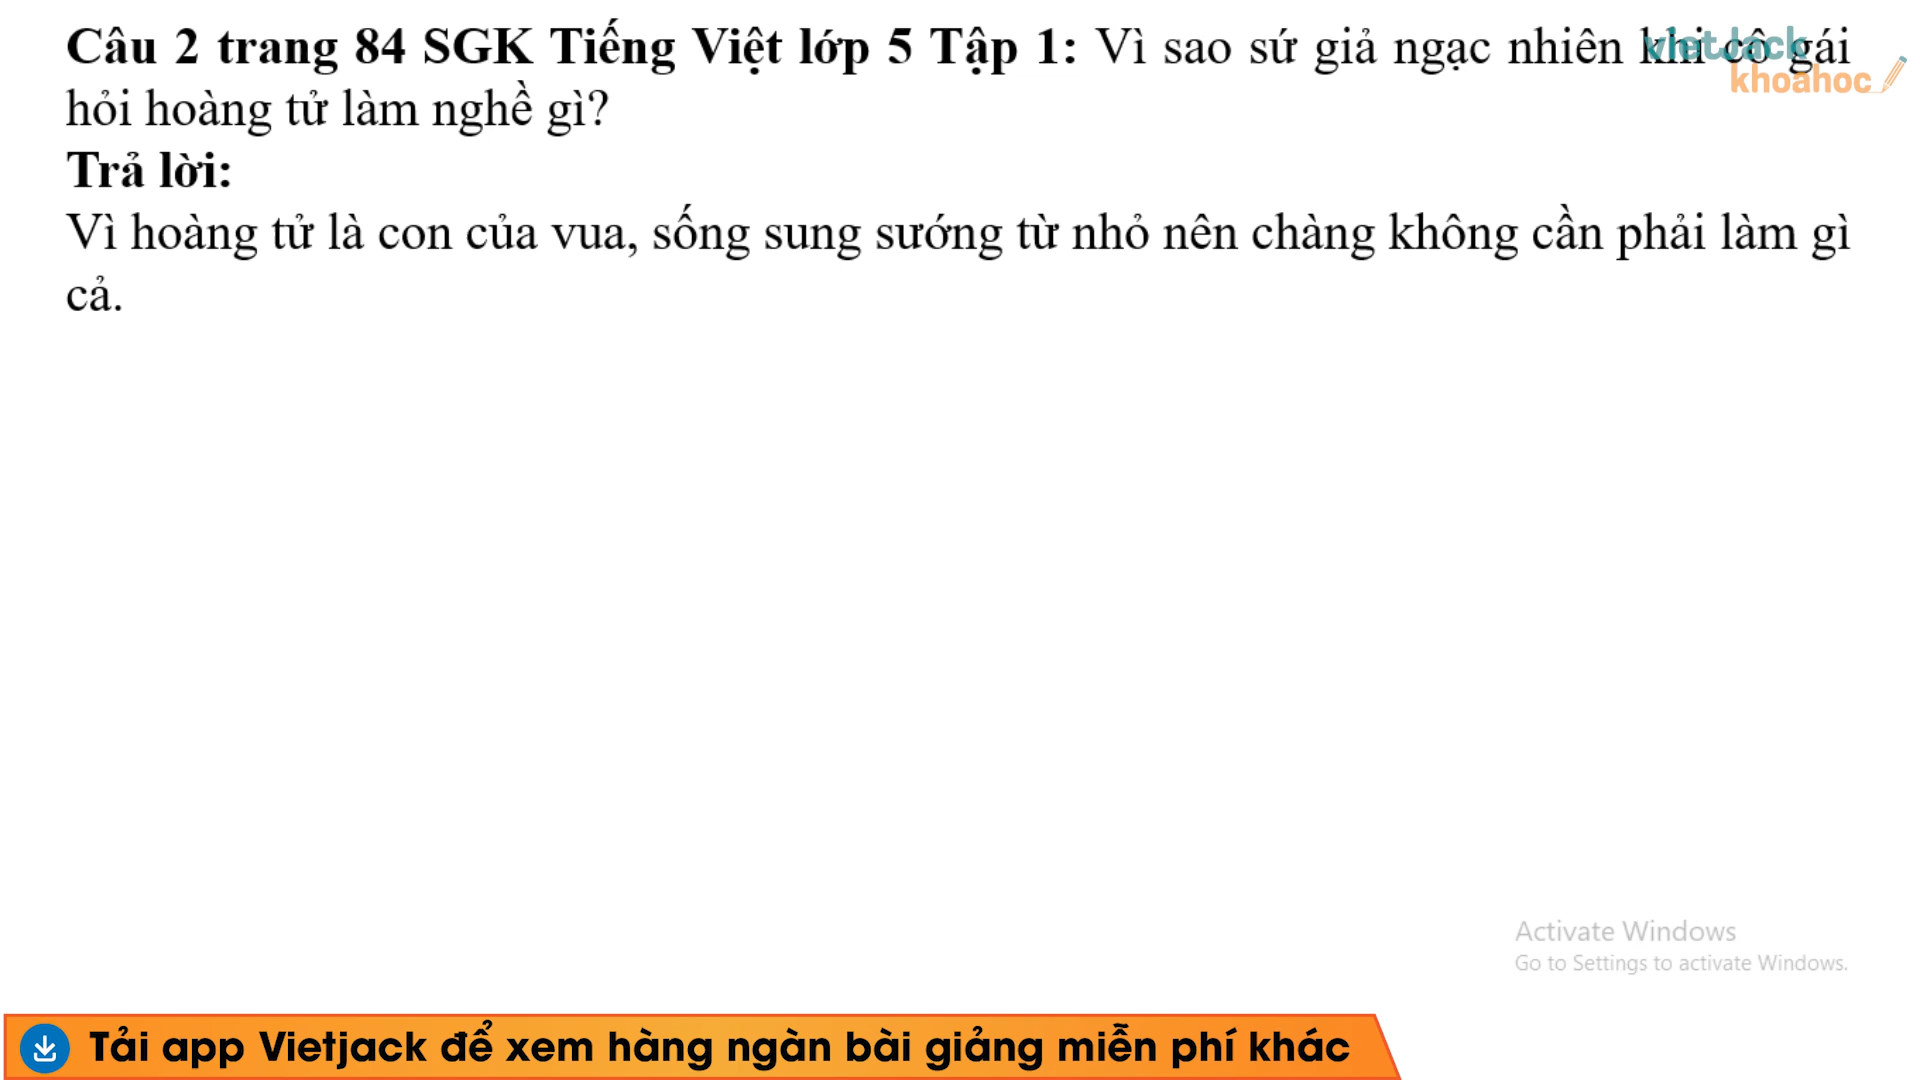 Câu 2 trang 84 SGK Tiếng Việt lớp 5 Tập 1: Vì sao sứ giả ngạc nhiên khi cô gái
hỏi hoàng tử làm nghề gì?
Trả lời:
Vì hoàng tử là con của vua, sống sung sướng từ nhỏ nên chàng không cần phải làm gì
cả.
vietJack
khoahoc
Activate Windows
Go to Settings to activate Windows.
Tải app Vietjack để xem hàng ngàn bài giảng miễn phí khác